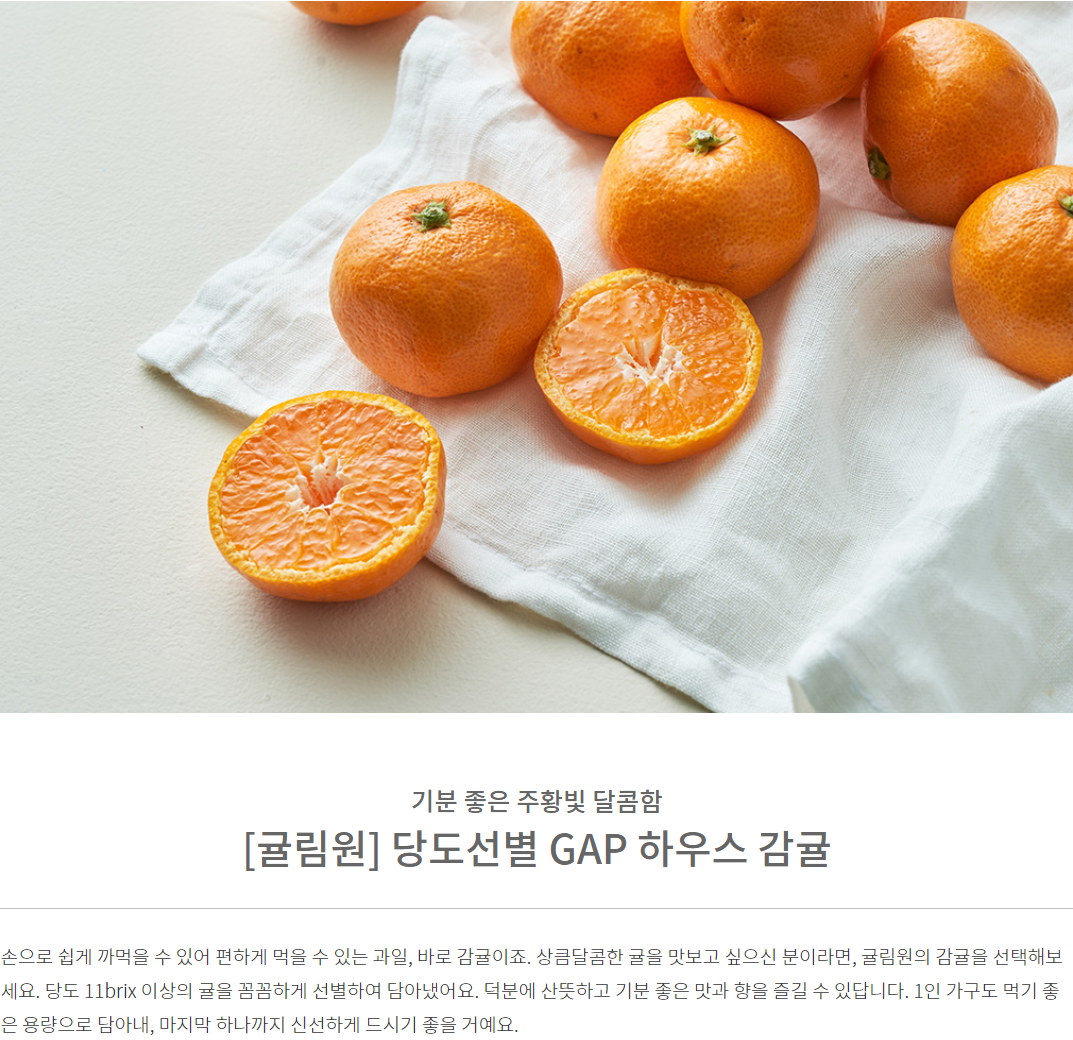 기분 좋은 주황빛 달콤함
[귤림원] 당도선별 GAP 하우스 감귤
손으로 쉽게 까먹을 수 있어 편하게 먹을 수 있는 과일, 바로 감귤이죠. 상큼달콤한 귤을 맛보고 싶으신 분이라면, 귤림원의 감귤을 선택해보
세요. 당도 11brix 이상의 귤을 꼼꼼하게 선별하여 담아냈어요. 덕분에 산뜻하고 기분 좋은 맛과 향을 즐길 수 있답니다. 1인 가구도 먹기 좋
은 용량으로 담아내, 마지막 하나까지 신선하게 드시기 좋을 거예요.